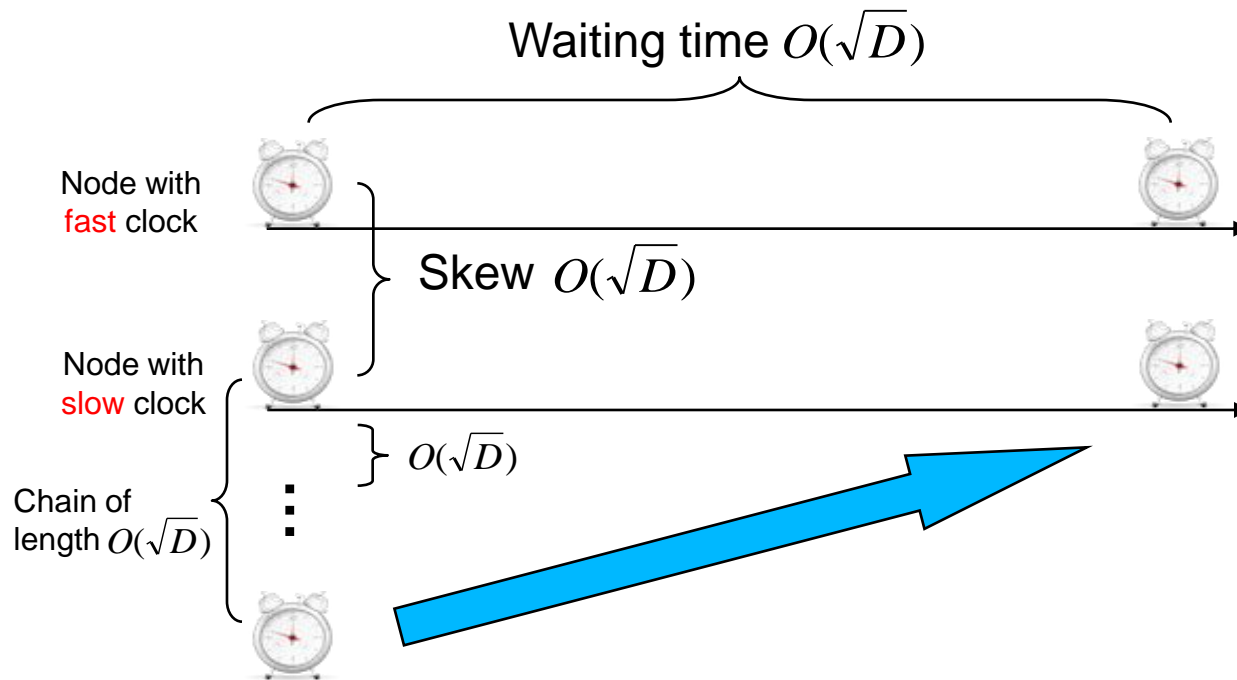 Waiting time O(√D)
Node with
fast clock
Skew O(√D)
Node with
slow clock
O(√D)
Chain of
length O(√D)